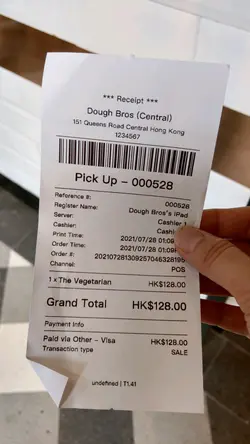 *** Receipt ***
Dough Bros (Central)
151 Queens Road Central Hong Kong
1234567
Pick Up - 000528
Reference #: 000528
Register Name: Dough Bros's iPad
Server: Cashier 1
Cashier: Cashier
Print Time: 2021/07/28 01:09
Order Time: 2021/07/28 01:09
Order #:
Channel: POS
1 x The Vegetarian HK$128.00
Grand Total HK$128.00
Payment Info
Paid via Other - Visa HK$128.00
Transaction type SALE
undefined | T1.41